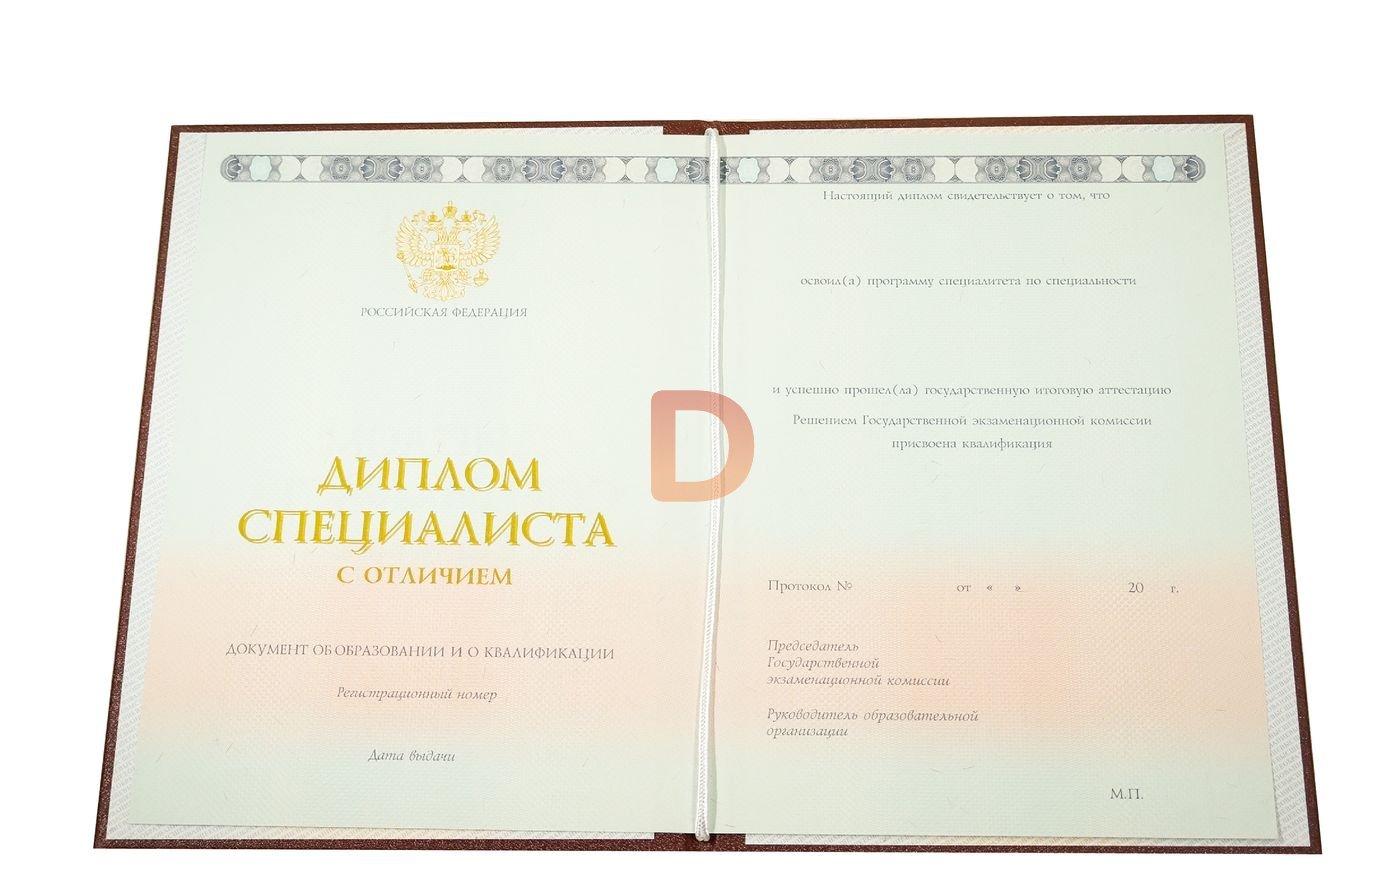 РОССИЙСКАЯ ФЕДЕРАЦИЯ
ДИПЛОМ
СПЕЦИАЛИСТА
С ОТЛИЧИЕМ
ДОКУМЕНТ ОБ ОБРАЗОВАНИИ И О КВАЛИФИКАЦИИ
Регистрационный номер
Дата выдачи
D
Настоящий диплом свидетельствует о том, что
освоил(а) программу специалитета по специальности
и успешно прошел(ла) государственную итоговую аттестацию
Решением Государственной экзаменационной комиссии
присвоена квалификация
Протокол № от « » 20 г.
Председатель
Государственной
экзаменационной комиссии
Руководитель образовательной
организации
М.П.